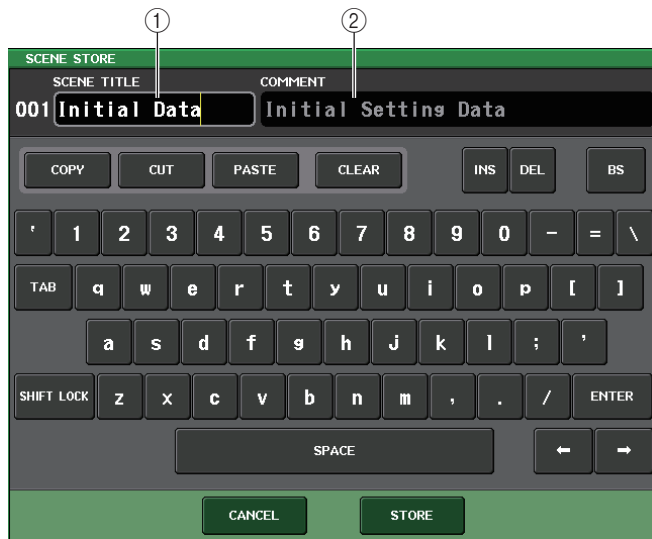 ① ②
SCENE STORE
SCENE TITLE COMMENT
001 Initial Data Initial Setting Data
COPY CUT PASTE CLEAR INS DEL BS
' 1 2 3 4 5 6 7 8 9 0 - = \
TAB q w e r t y u i o p [ ]
a s d f g h j k l ; '
SHIFT LOCK z x c v b n m , . / ENTER
SPACE ← →
CANCEL STORE